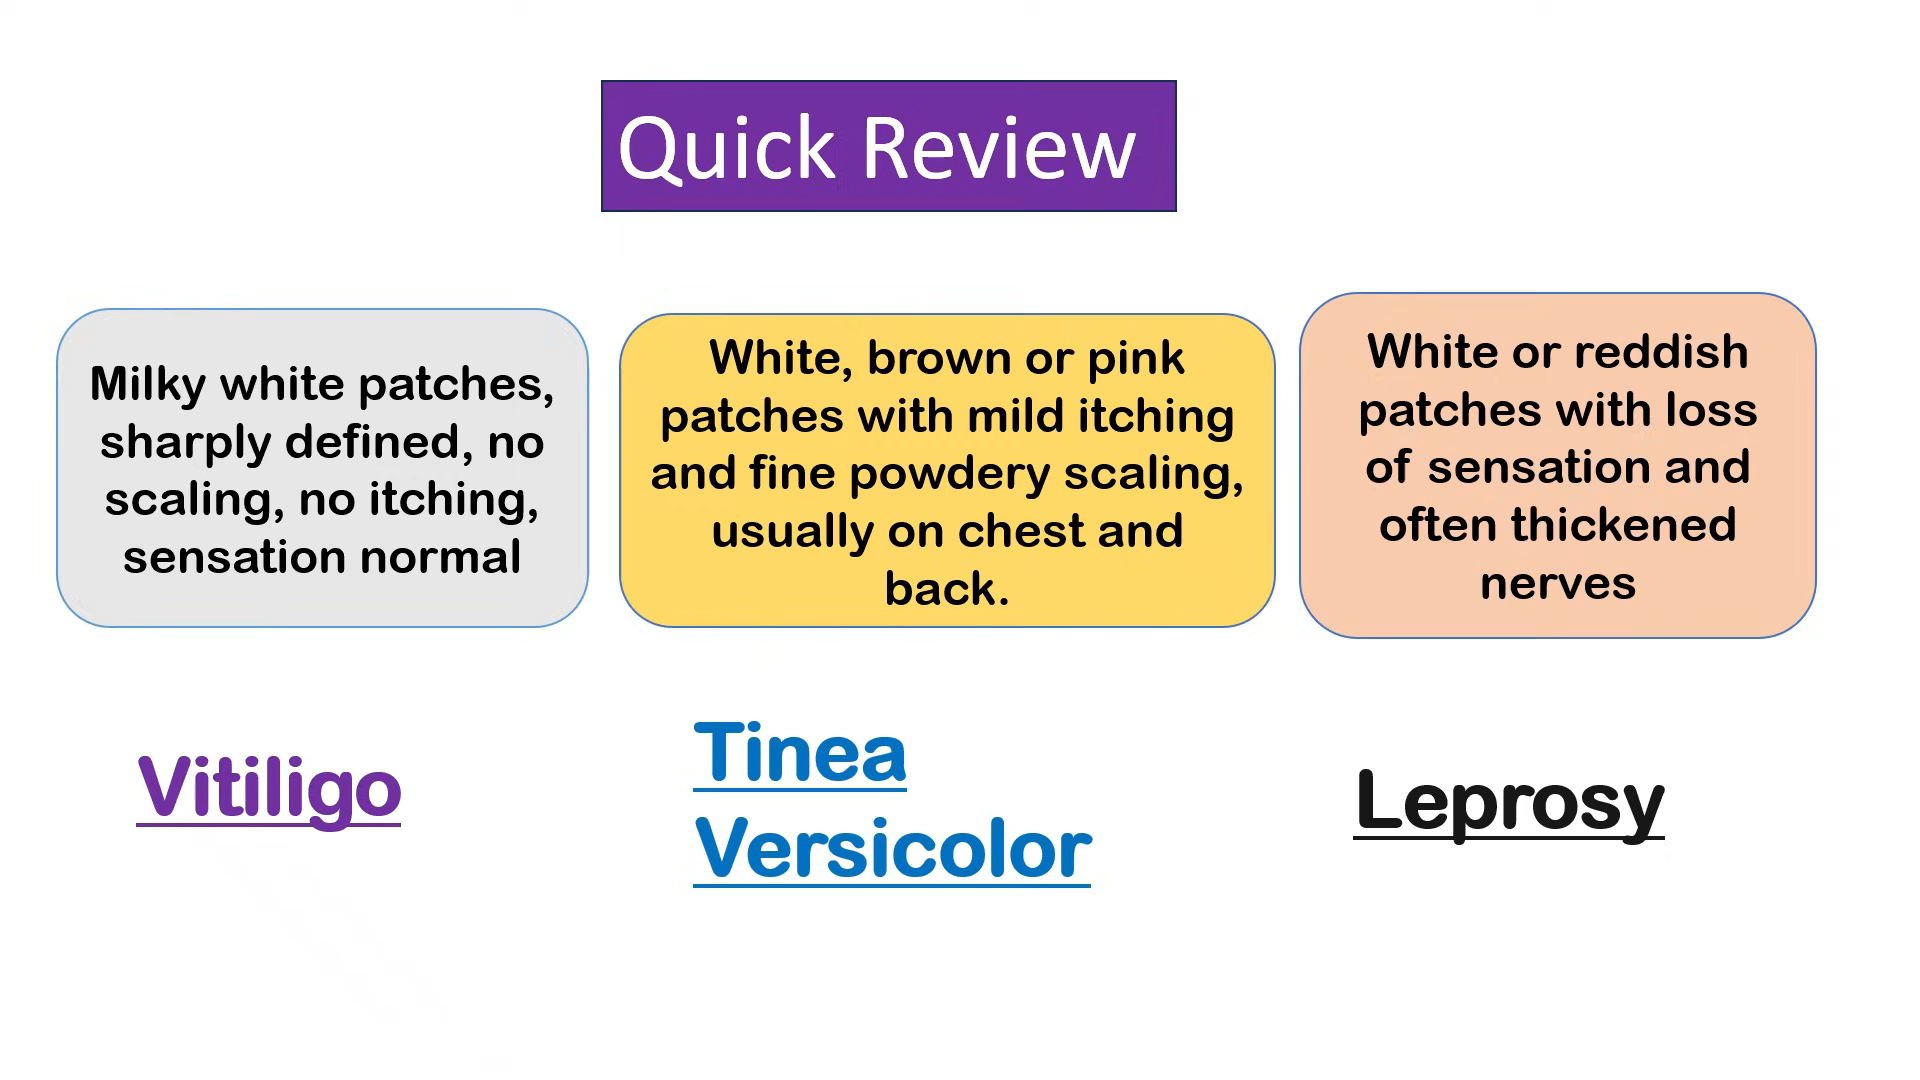 Quick Review
Milky white patches,
sharply defined, no
scaling, no itching,
sensation normal
White, brown or pink
patches with mild itching
and fine powdery scaling,
usually on chest and
back.
White or reddish
patches with loss
of sensation and
often thickened
nerves
Vitiligo
Tinea
Versicolor
Leprosy